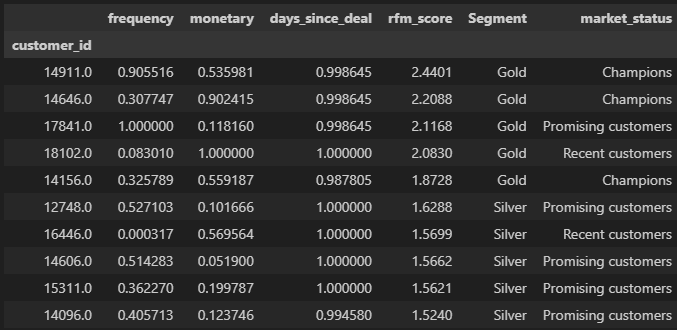 frequency monetary days_since_deal rfm_score Segment market_status
customer_id
14911.0 0.905516 0.535981 0.998645 2.4401 Gold Champions
14646.0 0.307747 0.902415 0.998645 2.2088 Gold Champions
17841.0 1.000000 0.118160 0.998645 2.1168 Gold Promising customers
18102.0 0.083010 1.000000 1.000000 2.0830 Gold Recent customers
14156.0 0.325789 0.559187 0.987805 1.8728 Gold Champions
12748.0 0.527103 0.101666 1.000000 1.6288 Silver Promising customers
16446.0 0.000317 0.569564 1.000000 1.5699 Silver Recent customers
14606.0 0.514283 0.051900 1.000000 1.5662 Silver Promising customers
15311.0 0.362270 0.199787 1.000000 1.5621 Silver Promising customers
14096.0 0.405713 0.123746 0.994580 1.5240 Silver Promising customers